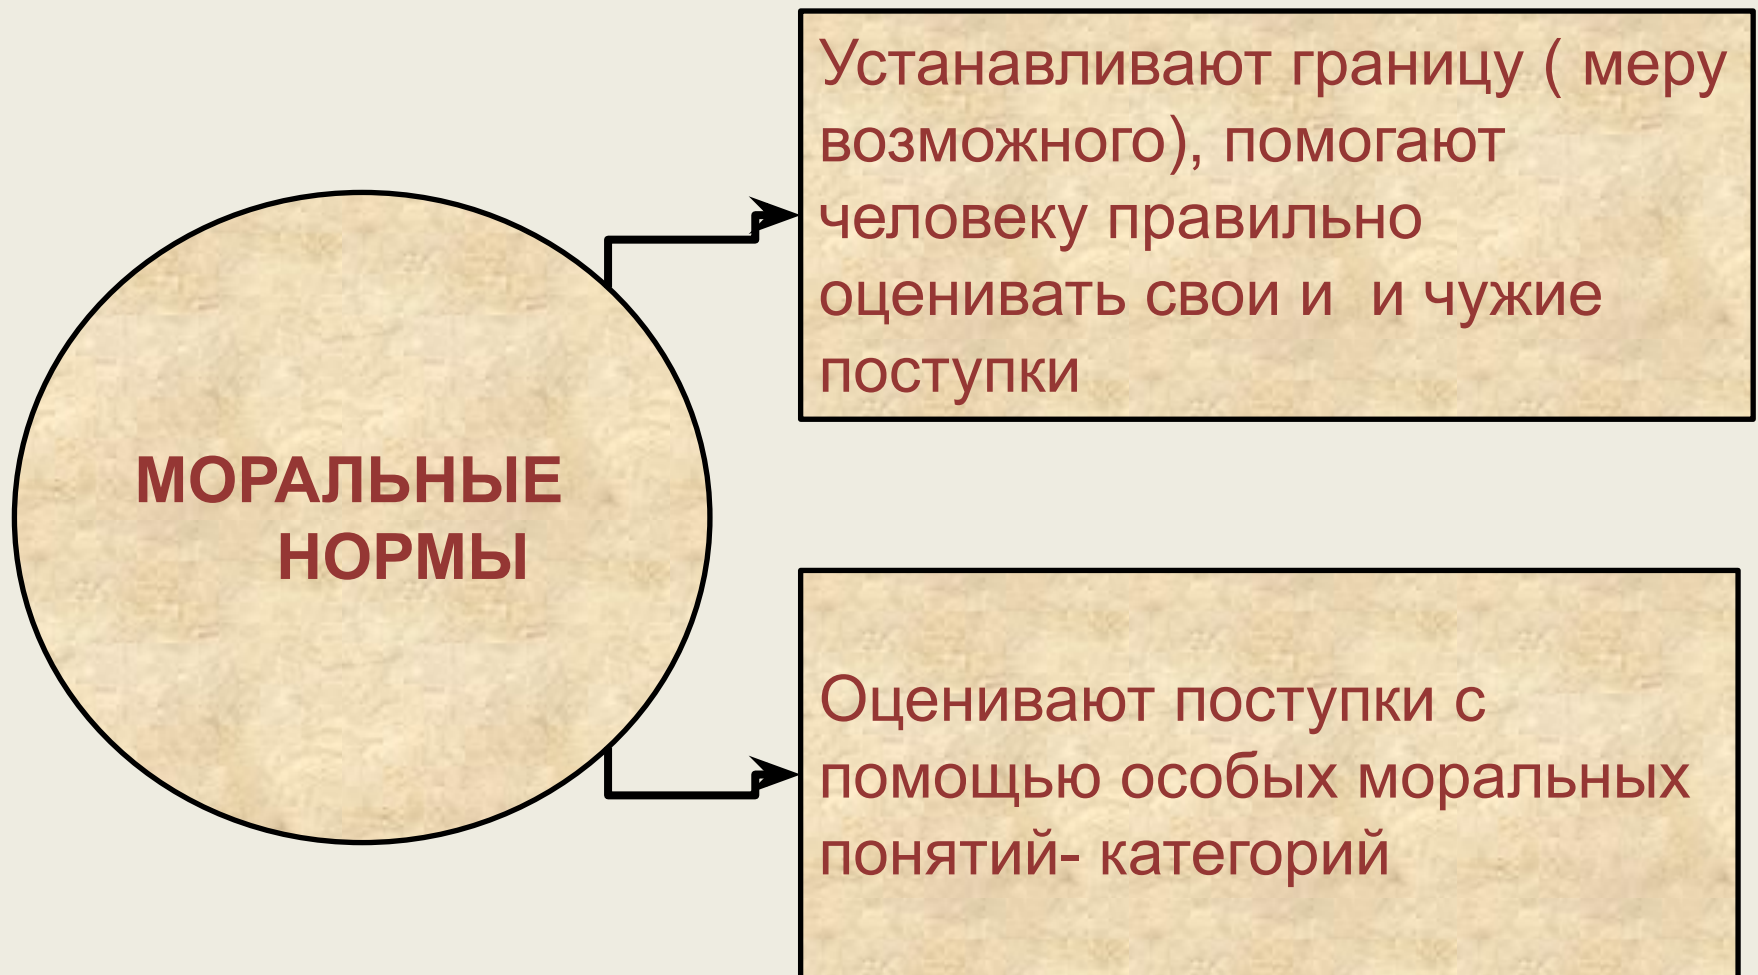 МОРАЛЬНЫЕ
НОРМЫ
Устанавливают границу ( меру
возможного), помогают
человеку правильно
оценивать свои и  и чужие
поступки
Оценивают поступки с
помощью особых моральных
понятий- категорий